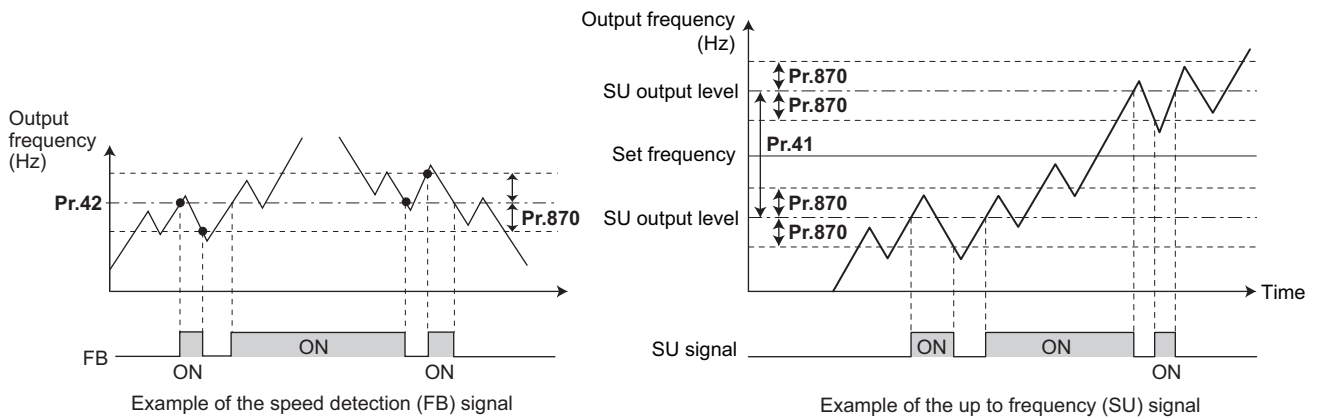 Output
frequency
(Hz)
Pr.42
Pr.870
FB
ON
ON
ON
Example of the speed detection (FB) signal
Output frequency
(Hz)
Pr.870
SU output level
Pr.870
Pr.41
Set frequency
Pr.870
SU output level
Pr.870
Time
SU signal
ON
ON
ON
Example of the up to frequency (SU) signal